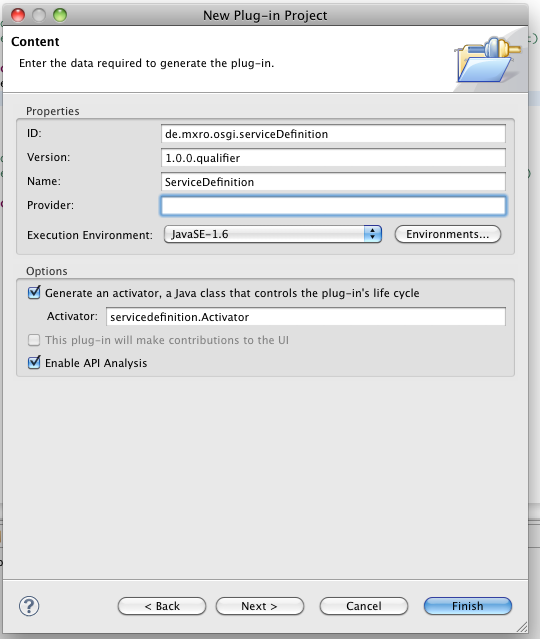 New Plug-in Project
Content
Enter the data required to generate the plug-in.
Properties
ID: de.mxro.osgi.serviceDefinition
Version: 1.0.0.qualifier
Name: ServiceDefinition
Provider:
Execution Environment: JavaSE-1.6 Environments...
Options
Generate an activator, a Java class that controls the plug-in's life cycle
Activator: servicedefinition.Activator
This plug-in will make contributions to the UI
Enable API Analysis
? < Back Next > Cancel Finish